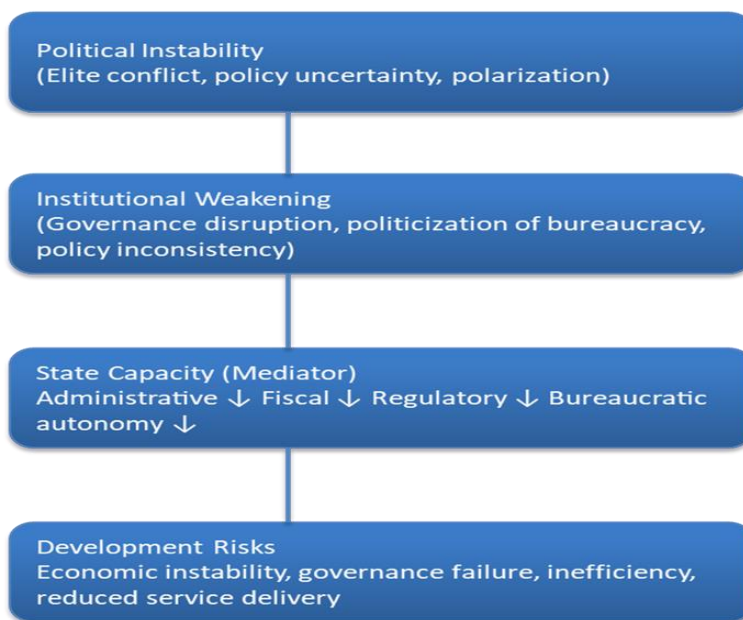 Political Instability
(Elite conflict, policy uncertainty, polarization)
Institutional Weakening
(Governance disruption, politicization of bureaucracy,
policy inconsistency)
State Capacity (Mediator)
Administrative ↓ Fiscal ↓ Regulatory ↓ Bureaucratic
autonomy ↓
Development Risks
Economic instability, governance failure, inefficiency,
reduced service delivery